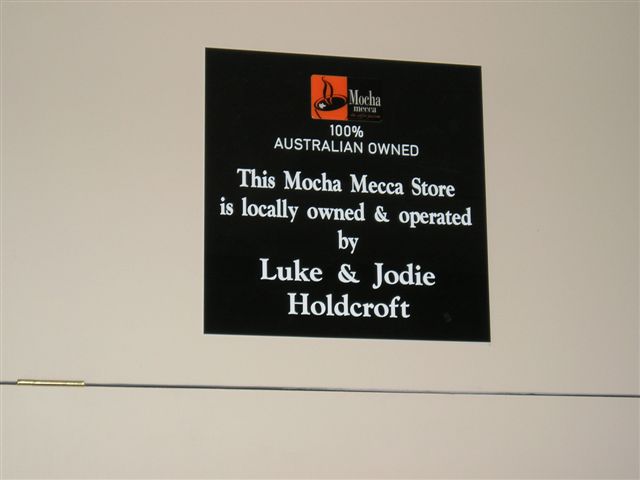 Mocha
mecca
100%
AUSTRALIAN OWNED
This Mocha Mecca Store
is locally owned & operated
by
Luke & Jodie
Holdcroft